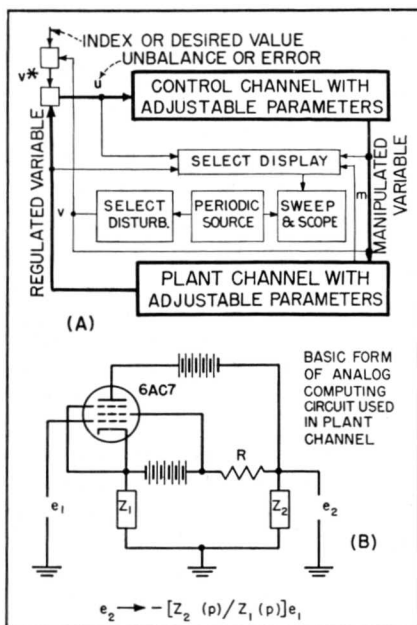 INDEX OR DESIRED VALUE
UNBALANCE OR ERROR
v*
u
CONTROL CHANNEL WITH
ADJUSTABLE PARAMETERS
REGULATED VARIABLE
v
SELECT DISPLAY
SELECT
DISTURB.
PERIODIC
SOURCE
SWEEP
& SCOPE
m
MANIPULATED
VARIABLE
PLANT CHANNEL WITH
ADJUSTABLE PARAMETERS
(A)
6AC7
BASIC FORM
OF ANALOG
COMPUTING
CIRCUIT USED
IN PLANT
CHANNEL
R
e₁
Z₁
Z₂
e₂
(B)
e₂ → −[Z₂ (p)/Z₁ (p)]e₁